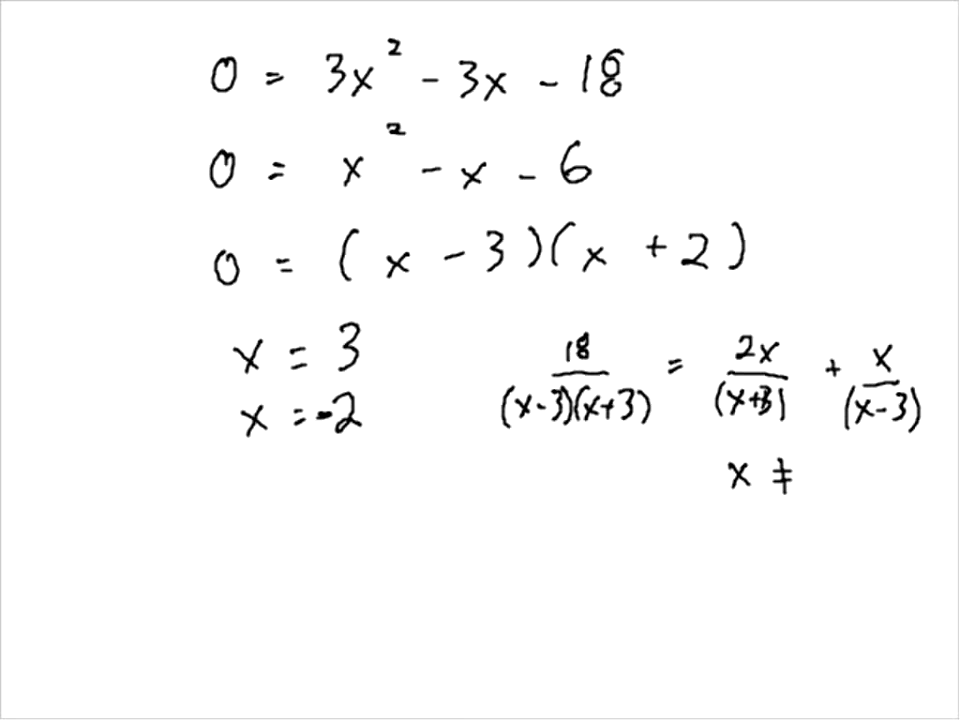 0 = 3x² - 3x - 18
0 = x² - x - 6
0 = (x - 3)(x + 2)
x = 3
x = -2
18/(x-3)(x+3) = 2x/(x+3) + x/(x-3)
x ≠